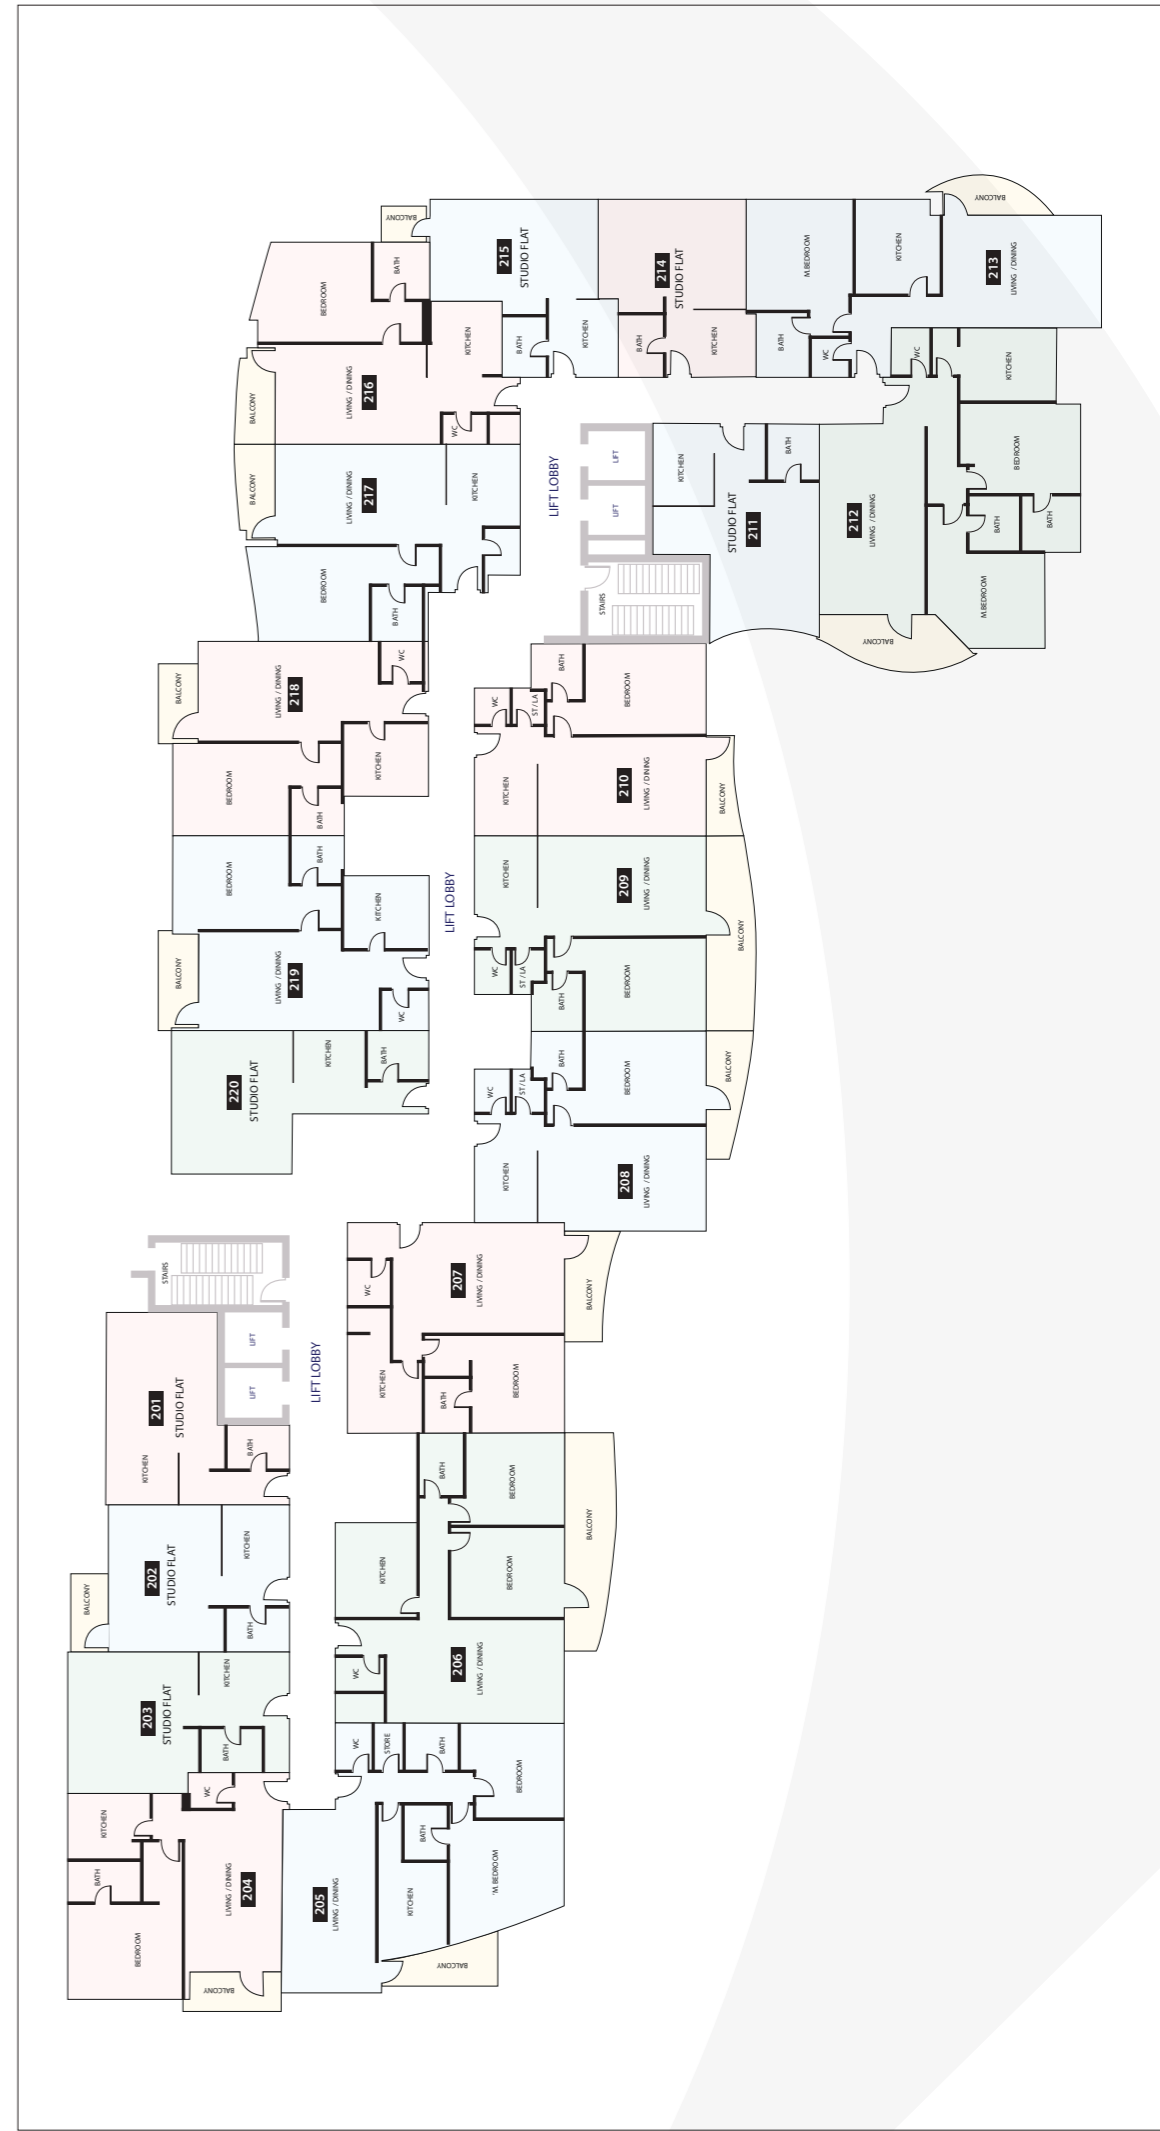 BALCONY
215
STUDIO FLAT
KITCHEN
BATH
214
STUDIO FLAT
BATH
KITCHEN
M.BEDROOM
BATH
WC
KITCHEN
BALCONY
213
LIVING / DINING
BEDROOM
BATH
KITCHEN
BALCONY
LIVING / DINING
216
WC
BALCONY
LIVING / DINING
217
KITCHEN
BEDROOM
BATH
LIFT LOBBY
LIFT
LIFT
STAIRS
KITCHEN
BATH
STUDIO FLAT
211
WC
KITCHEN
BEDROOM
212
LIVING / DINING
BATH
BATH
M.BEDROOM
BALCONY
BALCONY
LIVING / DINING
218
WC
KITCHEN
BEDROOM
BATH
BATH
BEDROOM
WC
ST / LA
KITCHEN
210
LIVING / DINING
BALCONY
BEDROOM
BATH
KITCHEN
BALCONY
LIVING / DINING
219
WC
LIFT LOBBY
KITCHEN
209
LIVING / DINING
BALCONY
WC
ST / LA
BATH
BEDROOM
220
STUDIO FLAT
KITCHEN
BATH
BATH
BEDROOM
BALCONY
WC
ST / LA
KITCHEN
208
LIVING / DINING
STAIRS
LIFT
LIFT
LIFT LOBBY
WC
207
LIVING / DINING
BALCONY
KITCHEN
BATH
BEDROOM
201
STUDIO FLAT
KITCHEN
BATH
BATH
BEDROOM
BALCONY
KITCHEN
BEDROOM
BALCONY
202
STUDIO FLAT
KITCHEN
BATH
WC
206
LIVING / DINING
203
STUDIO FLAT
KITCHEN
BATH
WC
STORE
BATH
BEDROOM
KITCHEN
WC
BATH
LIVING / DINING
204
BEDROOM
BALCONY
205
LIVING / DINING
BATH
KITCHEN
'M. BEDROOM
BALCONY